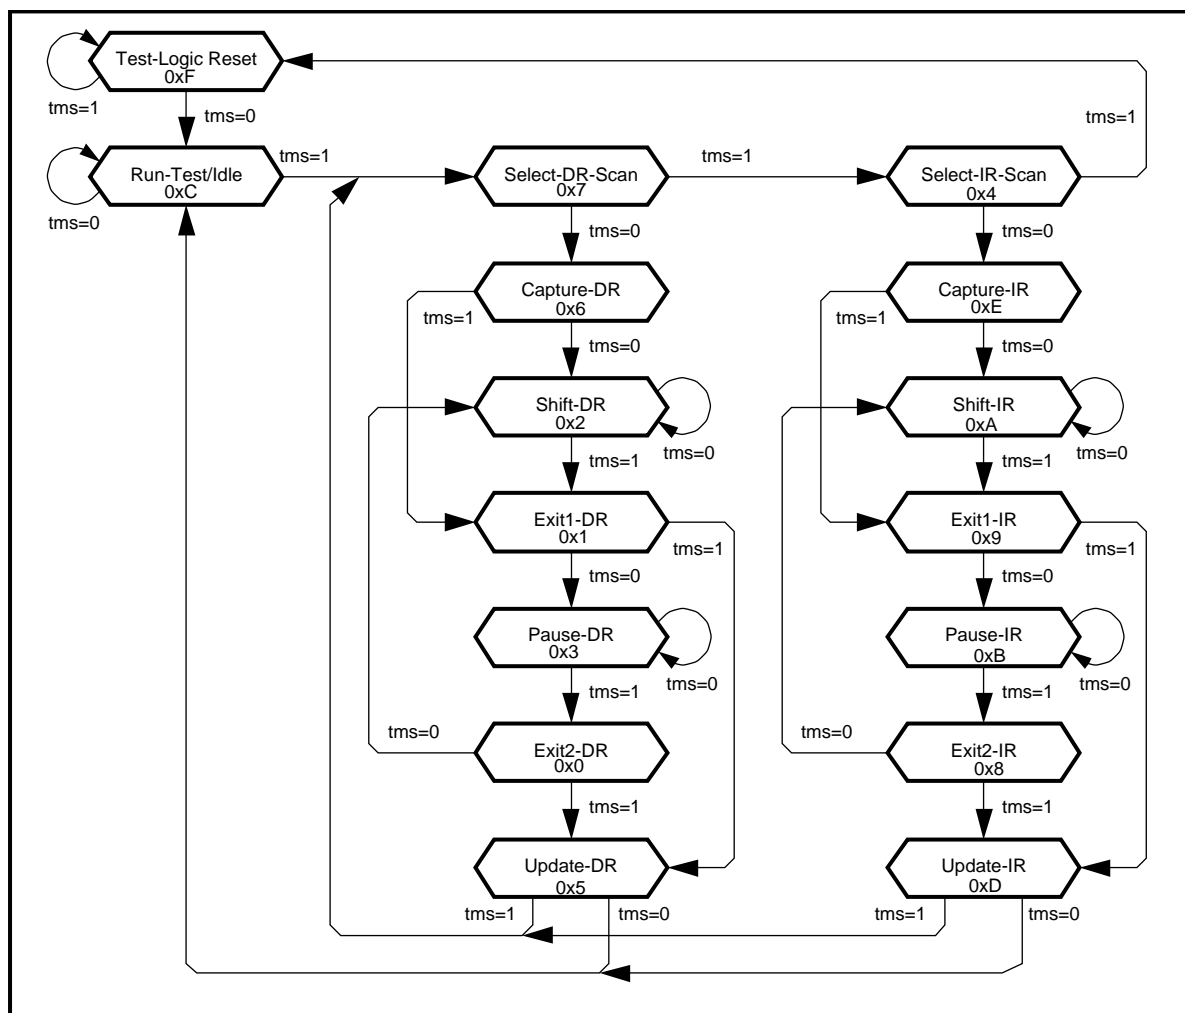 Test-Logic Reset
0xF
tms=1
tms=0
tms=1
Run-Test/Idle
0xC
tms=1
Select-DR-Scan
0x7
tms=1
Select-IR-Scan
0x4
tms=0
tms=0
tms=0
Capture-DR
0x6
Capture-IR
0xE
tms=1
tms=1
tms=0
tms=0
Shift-DR
0x2
Shift-IR
0xA
tms=1
tms=0
tms=1
tms=0
Exit1-DR
0x1
Exit1-IR
0x9
tms=1
tms=1
tms=0
tms=0
Pause-DR
0x3
Pause-IR
0xB
tms=1
tms=0
tms=1
tms=0
tms=0
Exit2-DR
0x0
tms=0
Exit2-IR
0x8
tms=1
tms=1
Update-DR
0x5
Update-IR
0xD
tms=1
tms=0
tms=1
tms=0